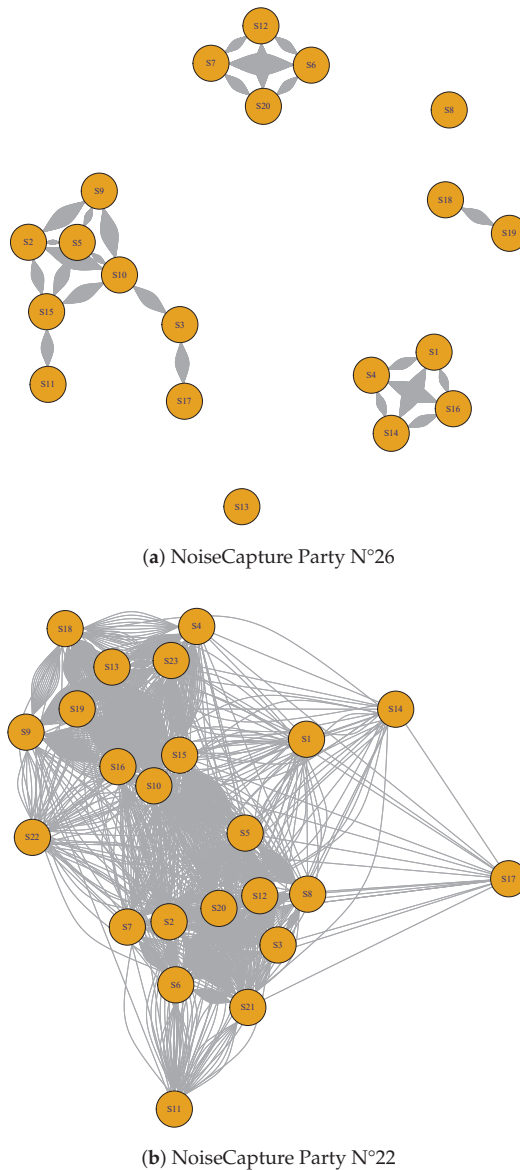 S12
S7
S6
S20
S8
S9
S18
S19
S2
S5
S10
S15
S3
S1
S4
S11
S17
S16
S14
S13
(a) NoiseCapture Party N°26
S18
S4
S13
S23
S19
S14
S9
S1
S15
S16
S10
S5
S22
S17
S8
S12
S20
S2
S7
S3
S6
S21
S11
(b) NoiseCapture Party N°22